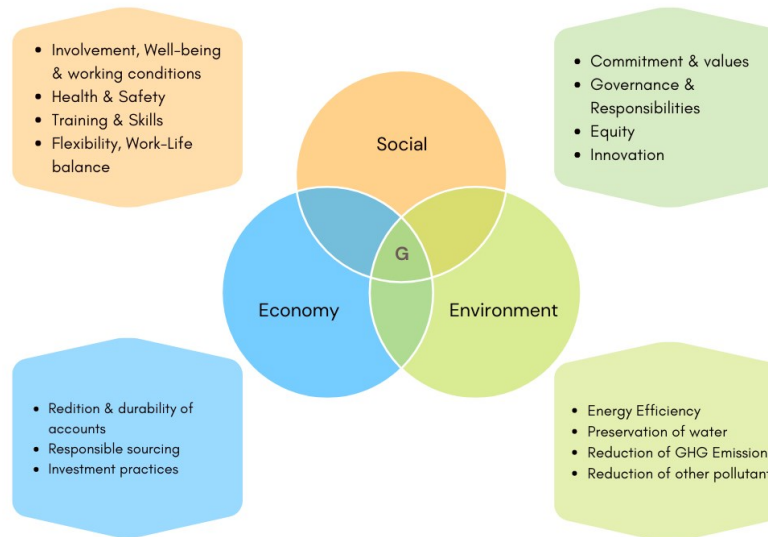 • Involvement, Well-being
& working conditions
• Health & Safety
• Training & Skills
• Flexibility, Work-Life
balance
• Commitment & values
• Governance &
Responsibilities
• Equity
• Innovation
Social
G
Economy
Environment
• Redition & durability of
accounts
• Responsible sourcing
• Investment practices
• Energy Efficiency
• Preservation of water
• Reduction of GHG Emission
• Reduction of other pollutant